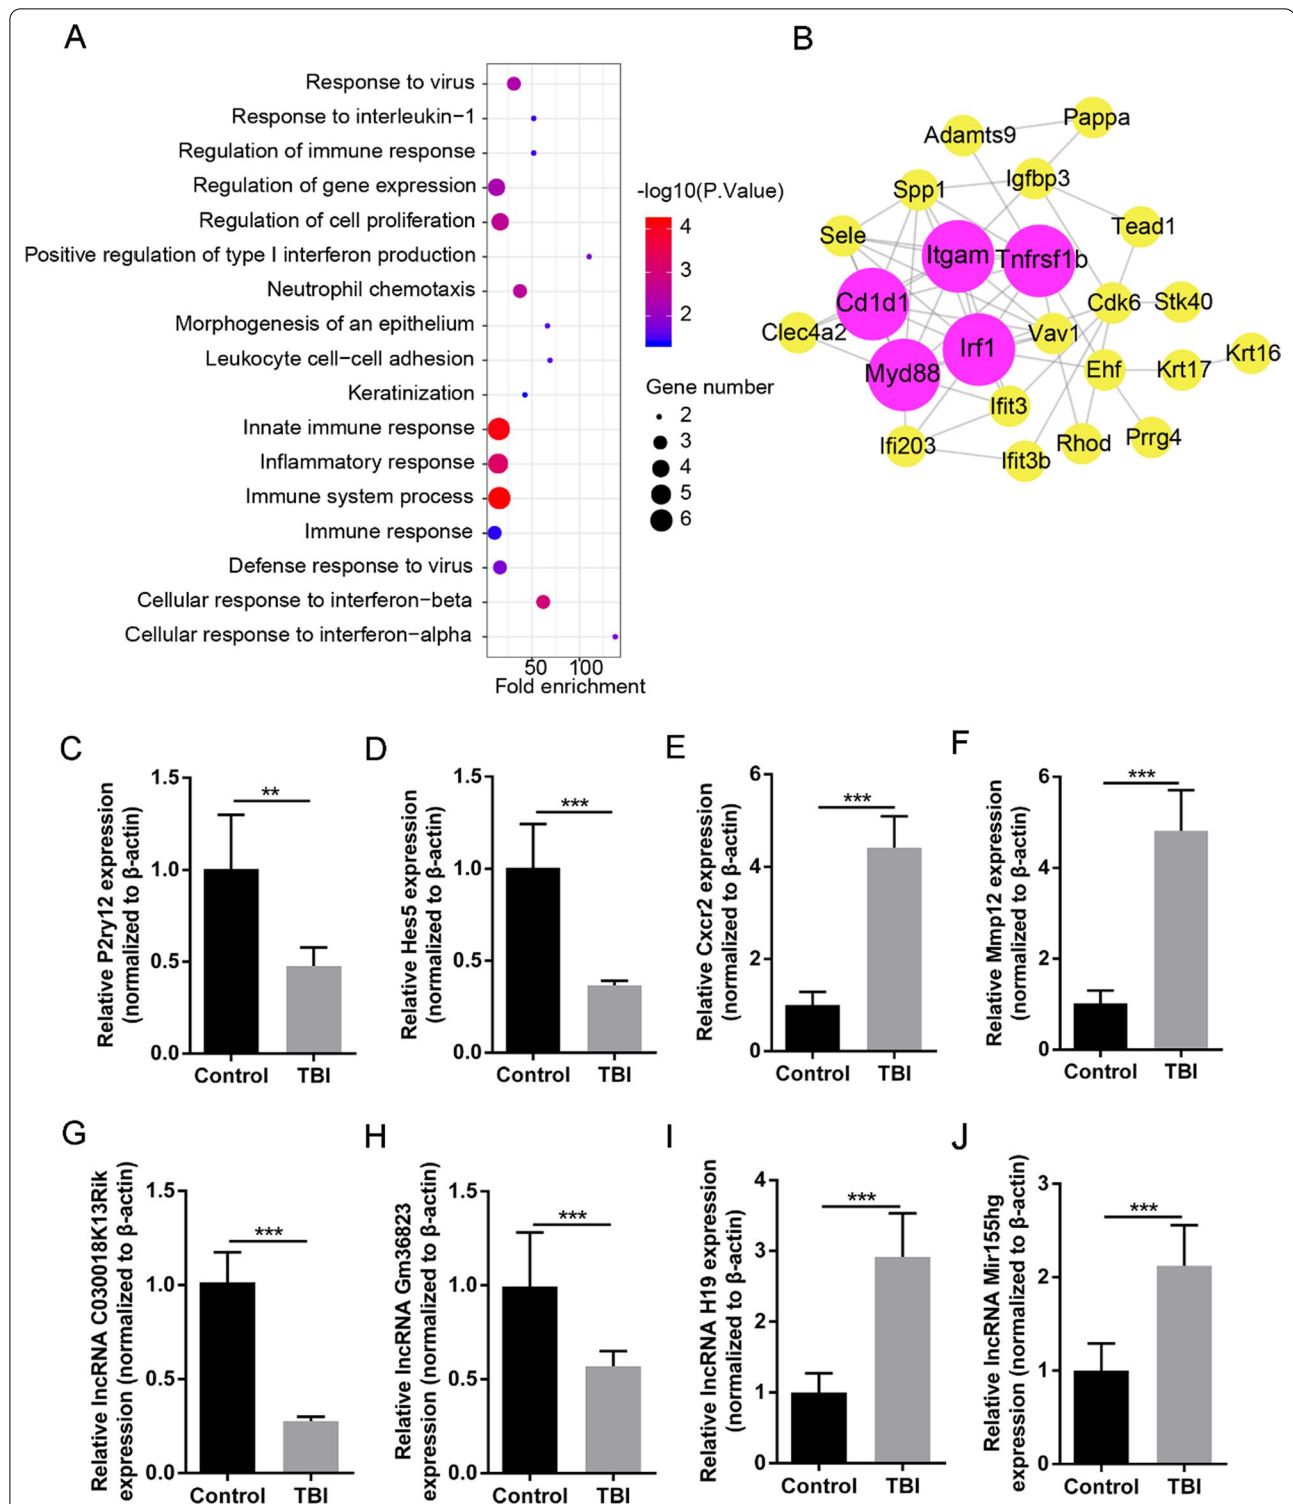 A
Response to virus
Response to interleukin−1
Regulation of immune response
Regulation of gene expression
Regulation of cell proliferation
Positive regulation of type I interferon production
Neutrophil chemotaxis
Morphogenesis of an epithelium
Leukocyte cell−cell adhesion
Keratinization
Innate immune response
Inflammatory response
Immune system process
Immune response
Defense response to virus
Cellular response to interferon−beta
Cellular response to interferon−alpha
50 100
Fold enrichment
-log10(P.Value)
4
3
2
Gene number
2
3
4
5
6
B
Pappa
Adamts9
Igfbp3
Spp1
Tead1
Sele
Itgam
Tnfrsf1b
Cd1d1
Cdk6
Stk40
Clec4a2
Vav1
Irf1
Krt16
Myd88
Ehf
Krt17
Ifit3
Ifi203
Rhod
Prrg4
Ifit3b
C
Relative P2ry12 expression
(normalized to β-actin)
1.5
1.0
0.5
0.0
**
Control TBI
D
Relative Hes5 expression
(normalized to β-actin)
1.5
1.0
0.5
0.0
***
Control TBI
E
Relative Cxcr2 expression
(normalized to β-actin)
6
4
2
0
***
Control TBI
F
Relative Mmp12 expression
(normalized to β-actin)
6
4
2
0
***
Control TBI
G
Relative lncRNA C030018K13Rik
expression (normalized to β-actin)
1.5
1.0
0.5
0.0
***
Control TBI
H
Relative lncRNA Gm36823
expression (normalized to β-actin)
1.5
1.0
0.5
0.0
***
Control TBI
I
Relative lncRNA H19 expression
(normalized to β-actin)
4
3
2
1
0
***
Control TBI
J
Relative lncRNA Mir155hg
expression (normalized to β-actin)
3
2
1
0
***
Control TBI